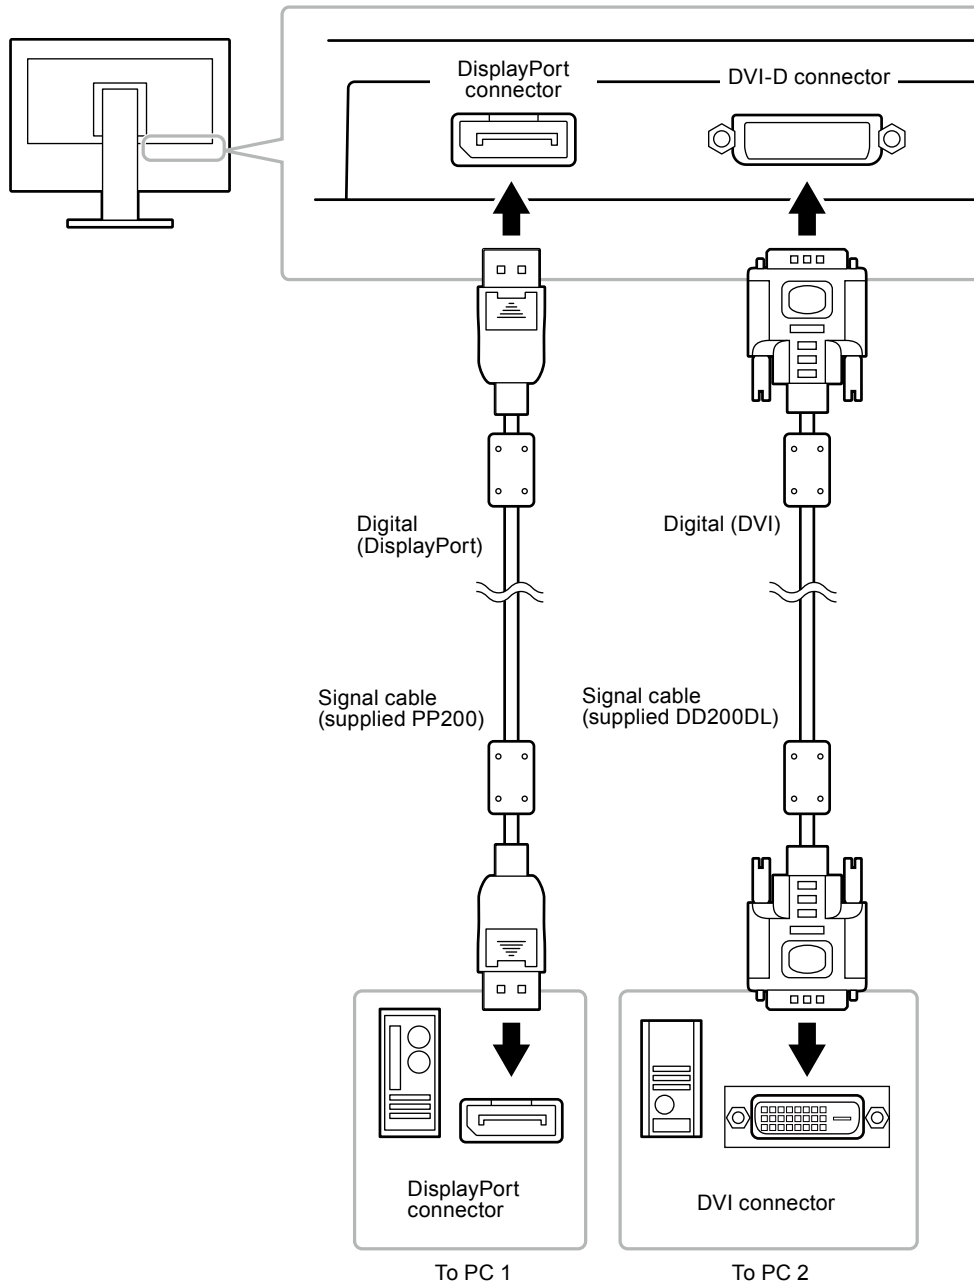 DisplayPort
connector
DVI-D connector
Digital
(DisplayPort)
Digital (DVI)
Signal cable
(supplied PP200)
Signal cable
(supplied DD200DL)
DisplayPort
connector
DVI connector
To PC 1
To PC 2